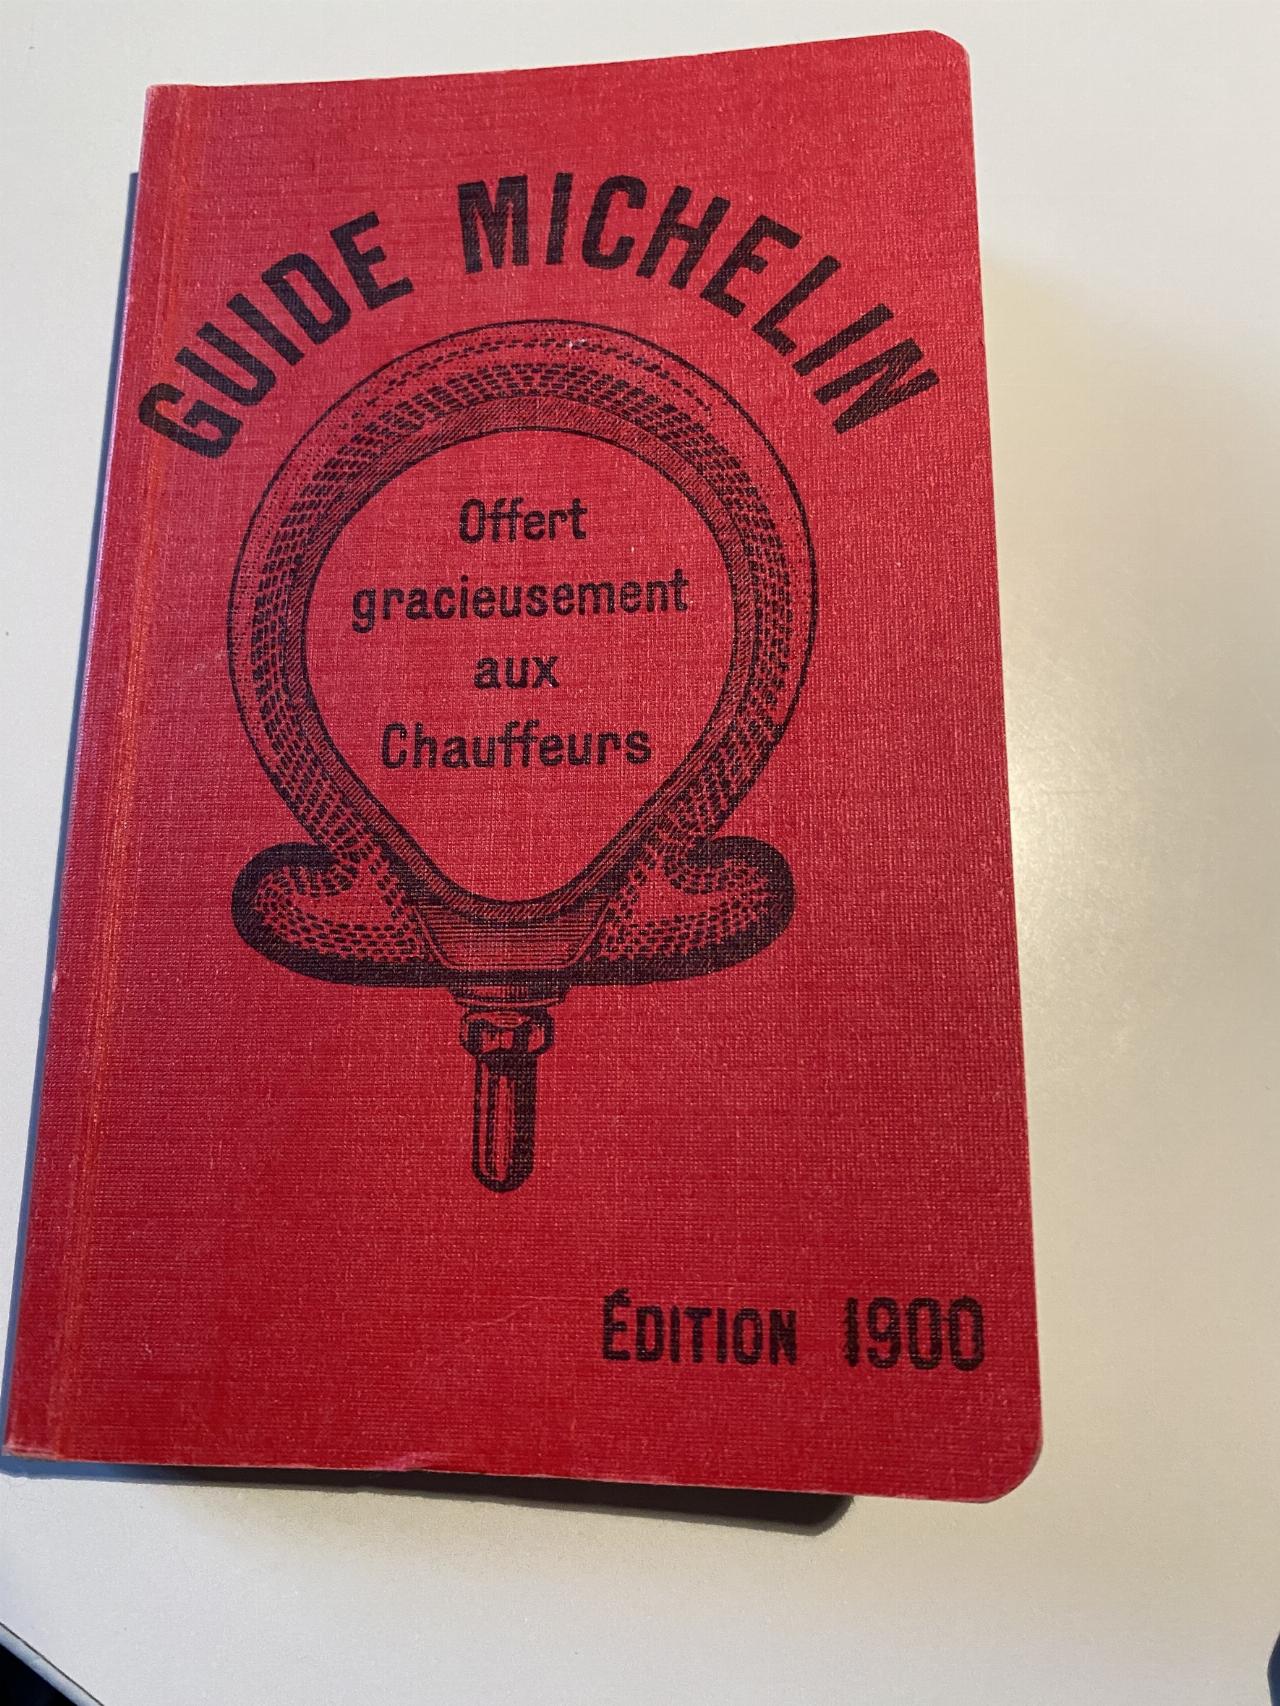 GUIDE MICHELIN
Offert
gracieusement
aux
Chauffeurs
ÉDITION 1900